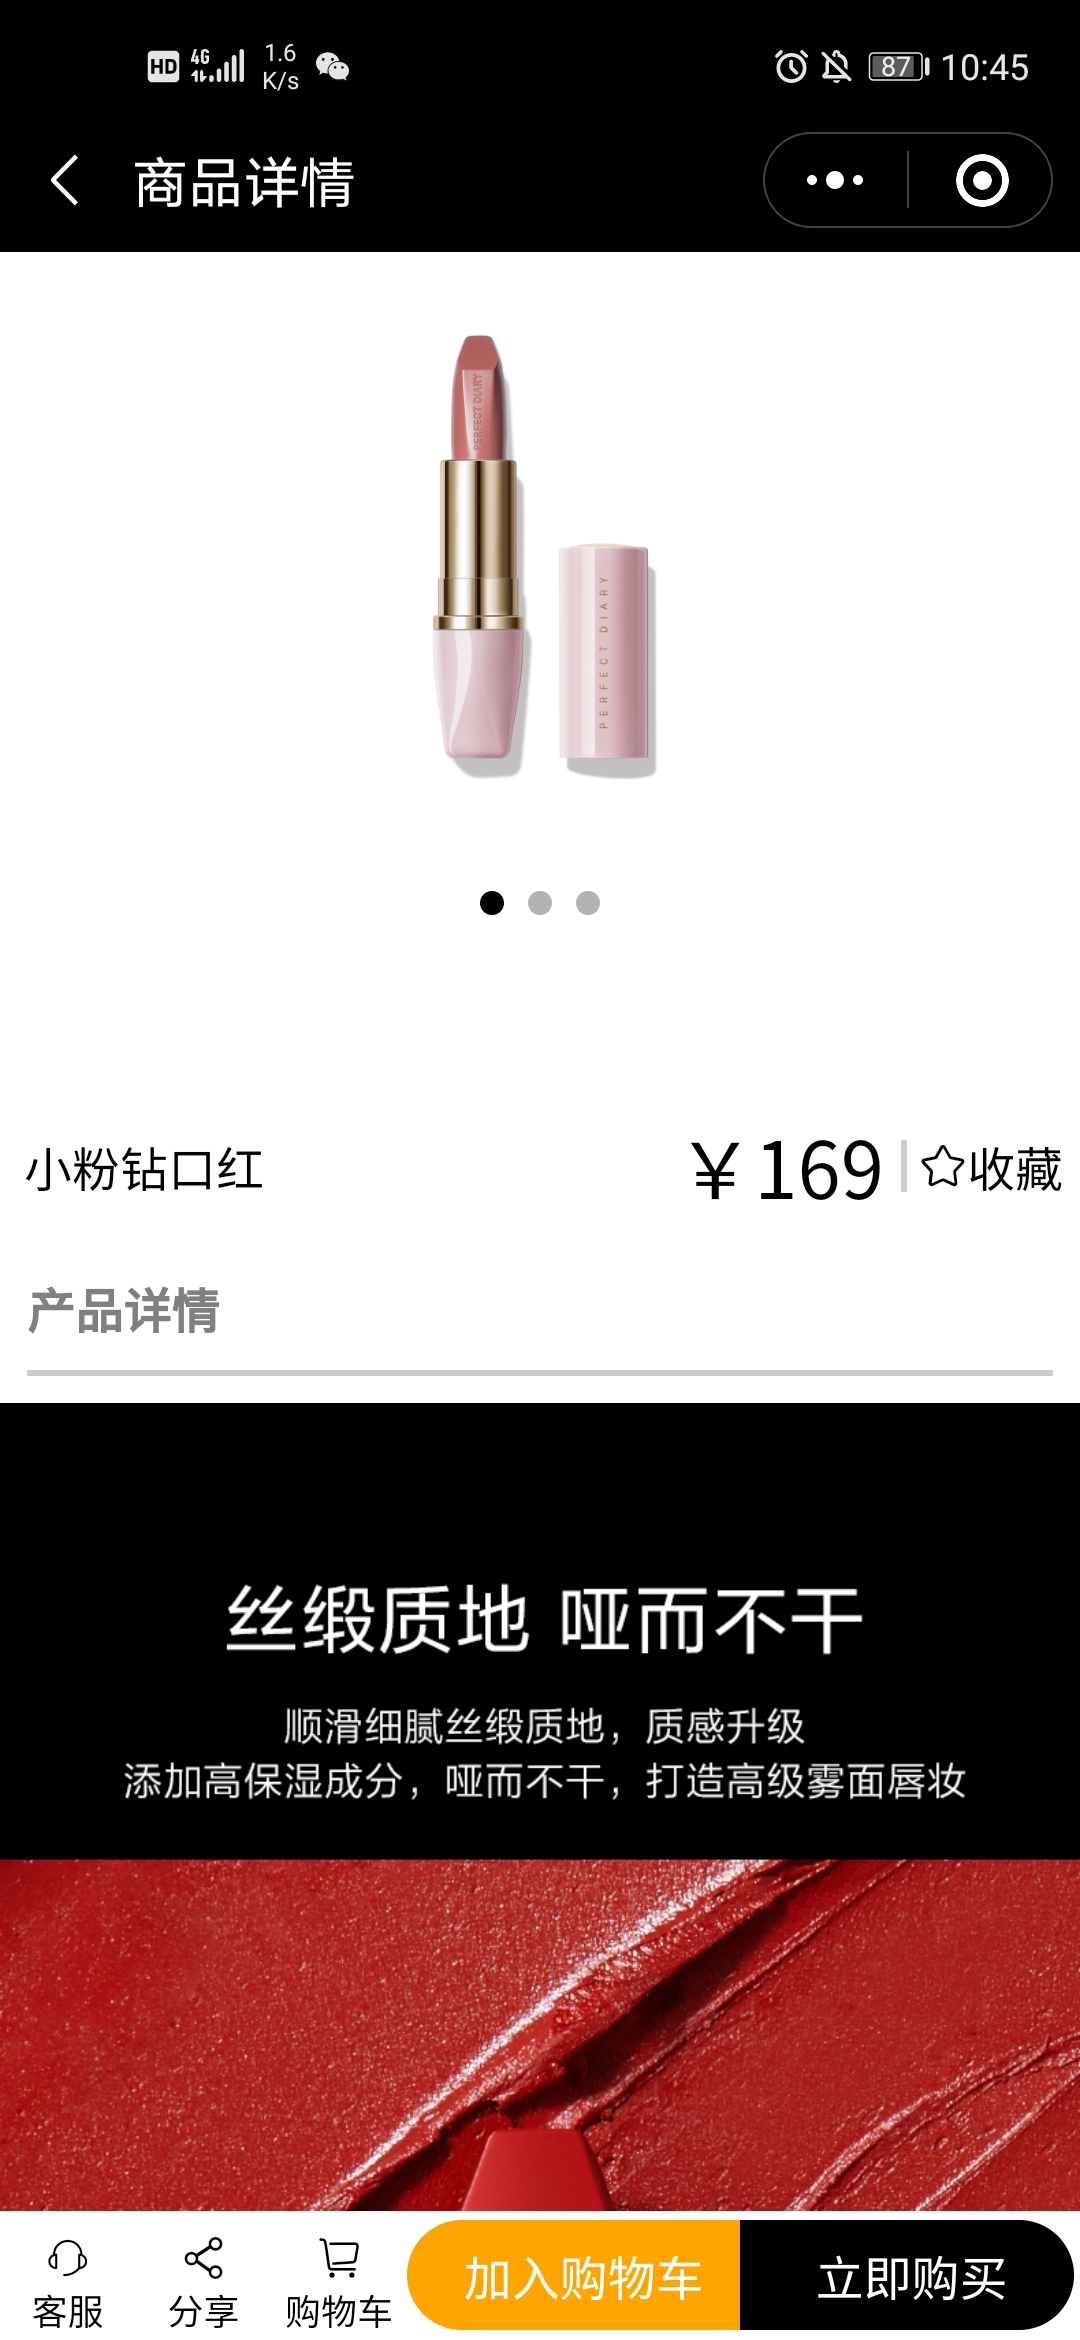 HD 4G 1.6 K/s 87 10:45
商品详情
PERFECT DIARY
PERFECT DIARY
小粉钻口红 ￥169 收藏
产品详情
丝缎质地 哑而不干
顺滑细腻丝缎质地，质感升级
添加高保湿成分，哑而不干，打造高级雾面唇妆
客服 分享 购物车 加入购物车 立即购买